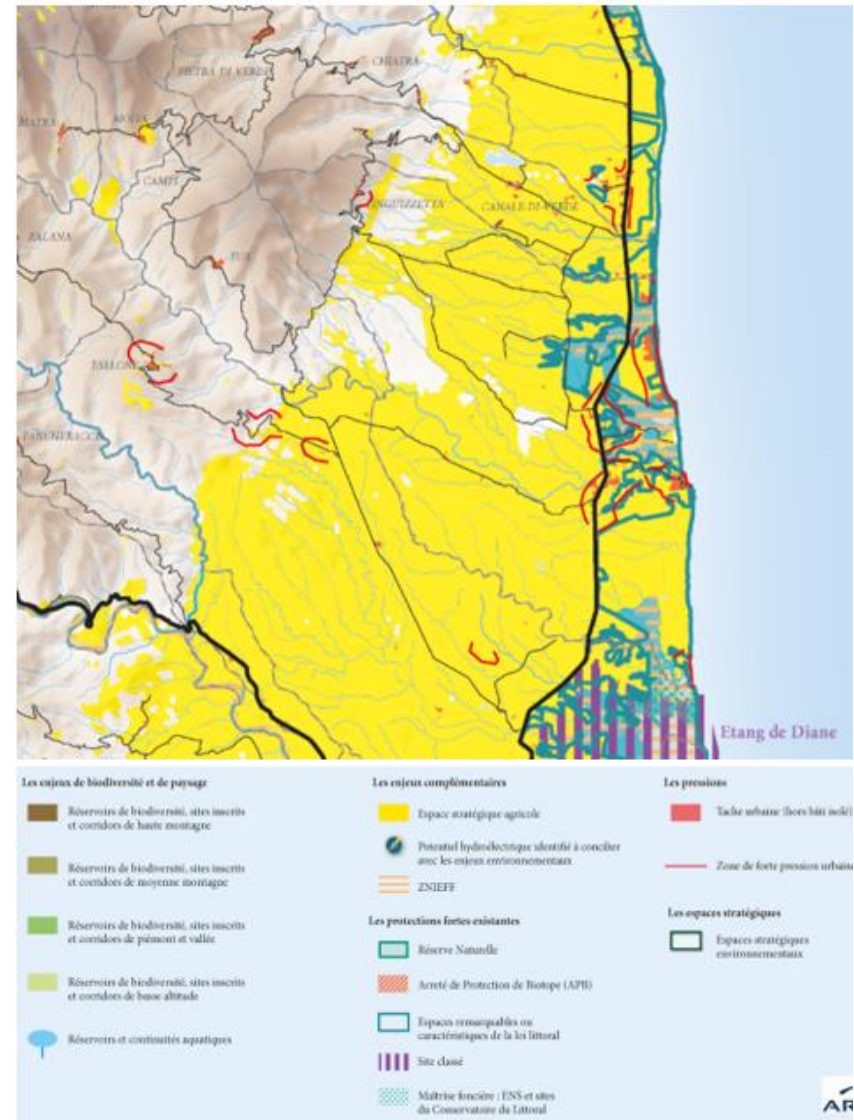 PIETRA DI VERDE
CHIATRA
MATRA
MOITA
CAMPI
ZALANA
LINGUIZZETTA
CANALE-DI-VERDE
TOX
TALLONE
PANCHERACCIA
Etang de Diane
Les enjeux de biodiversité et de paysage
Réservoirs de biodiversité, sites inscrits
et corridors de haute montagne
Réservoirs de biodiversité, sites inscrits
et corridors de moyenne montagne
Réservoirs de biodiversité, sites inscrits
et corridors de piémont et vallée
Réservoirs de biodiversité, sites inscrits
et corridors de basse altitude
Réservoirs et continuités aquatiques
Les enjeux complémentaires
Espace stratégique agricole
Potentiel hydroélectrique identifié à concilier
avec les enjeux environnementaux
ZNIEFF
Les protections fortes existantes
Réserve Naturelle
Arreté de Protection de Biotope (APB)
Espaces remarquables ou
caractéristiques de la loi littoral
Site classé
Maîtrise foncière : ENS et sites
du Conservatoire du Littoral
Les pressions
Tache urbaine (hors bâti isolé)
Zone de forte pression urbaine
Les espaces stratégiques
Espaces stratégiques
environnementaux